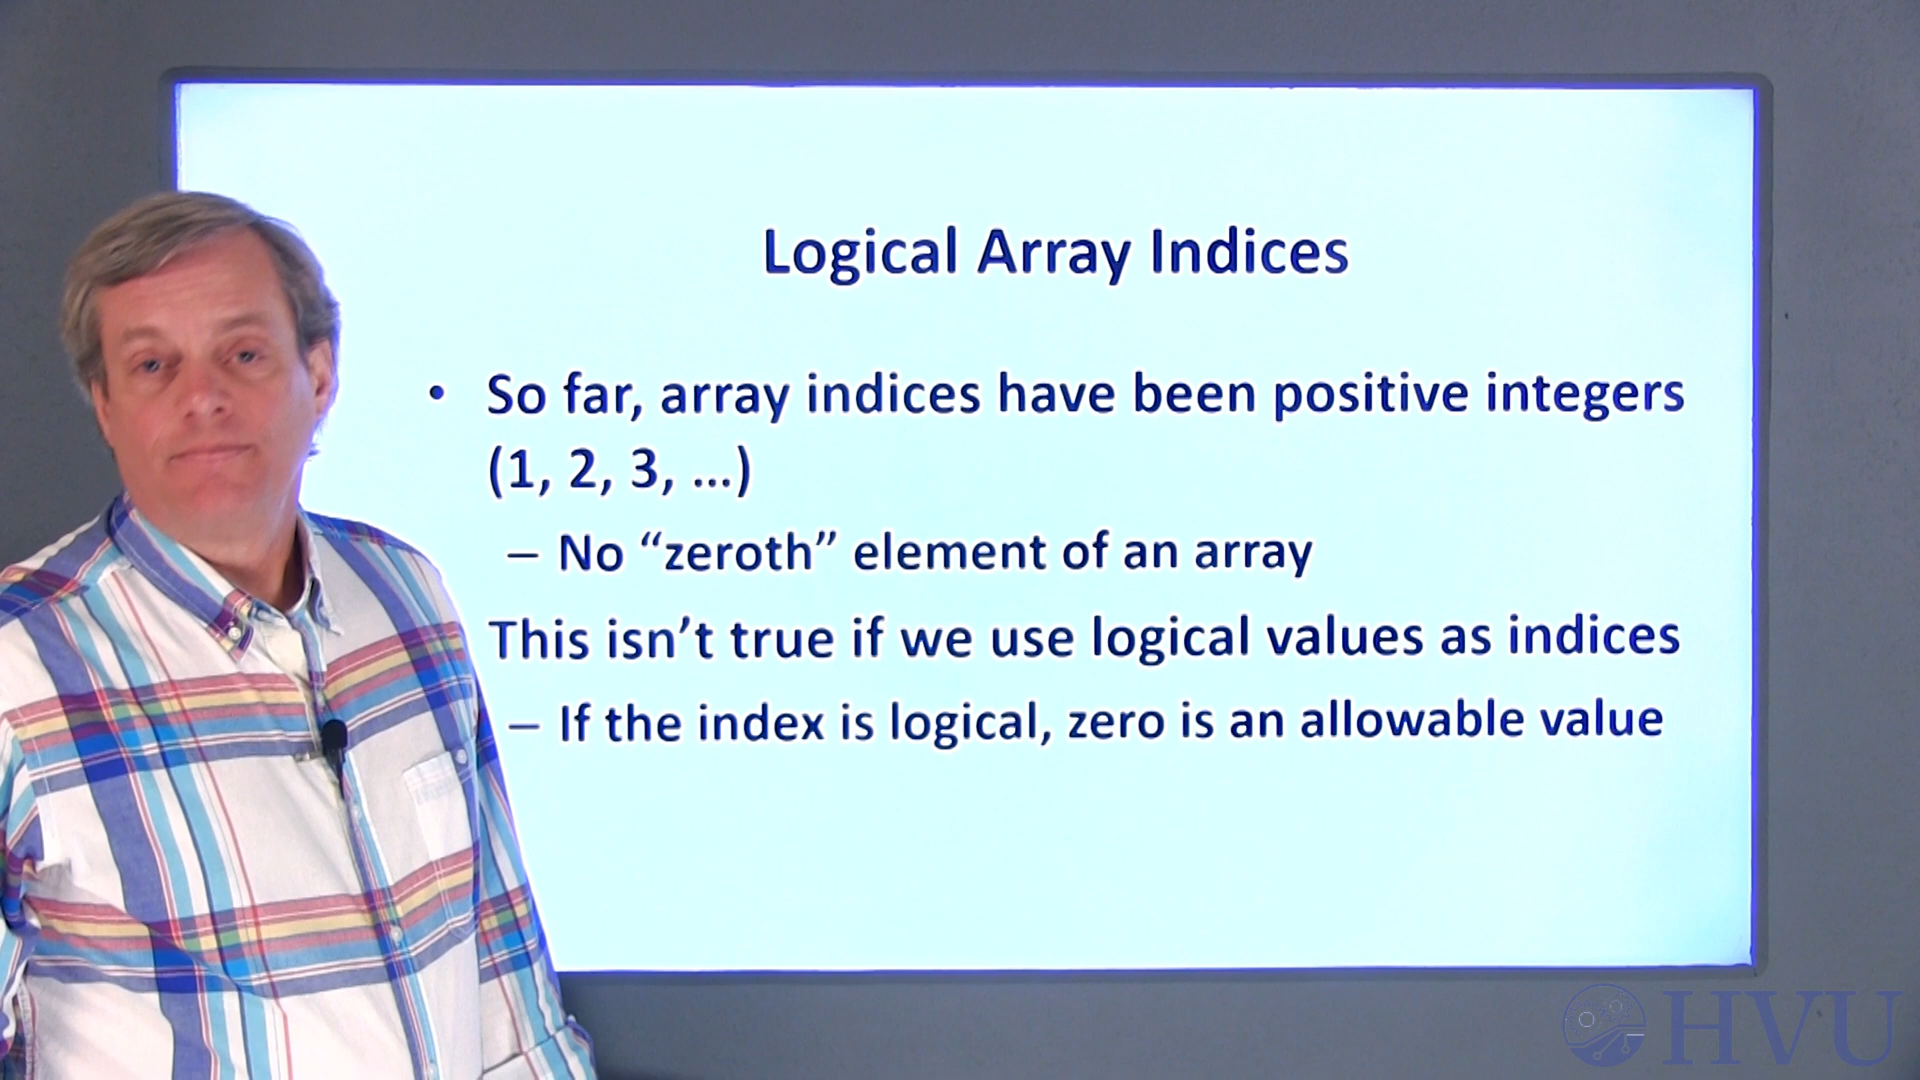 Logical Array Indices
• So far, array indices have been positive integers
(1, 2, 3, ...)
– No “zeroth” element of an array
This isn’t true if we use logical values as indices
– If the index is logical, zero is an allowable value
HVU